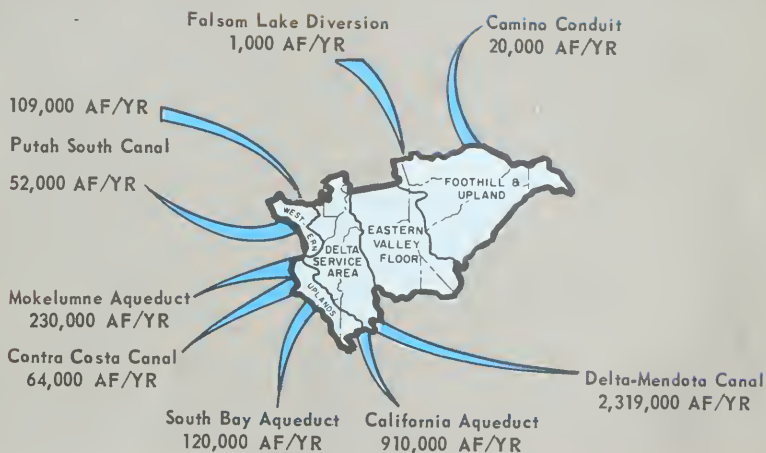 Folsom Lake Diversion
1,000 AF/YR
Camino Conduit
20,000 AF/YR
109,000 AF/YR
Putah South Canal
52,000 AF/YR
FOOTHILL &
UPLAND
WESTERN
EASTERN
VALLEY
FLOOR
DELTA
SERVICE
AREA
UPLANDS
Mokelumne Aqueduct
230,000 AF/YR
Contra Costa Canal
64,000 AF/YR
Delta-Mendota Canal
2,319,000 AF/YR
South Bay Aqueduct
120,000 AF/YR
California Aqueduct
910,000 AF/YR